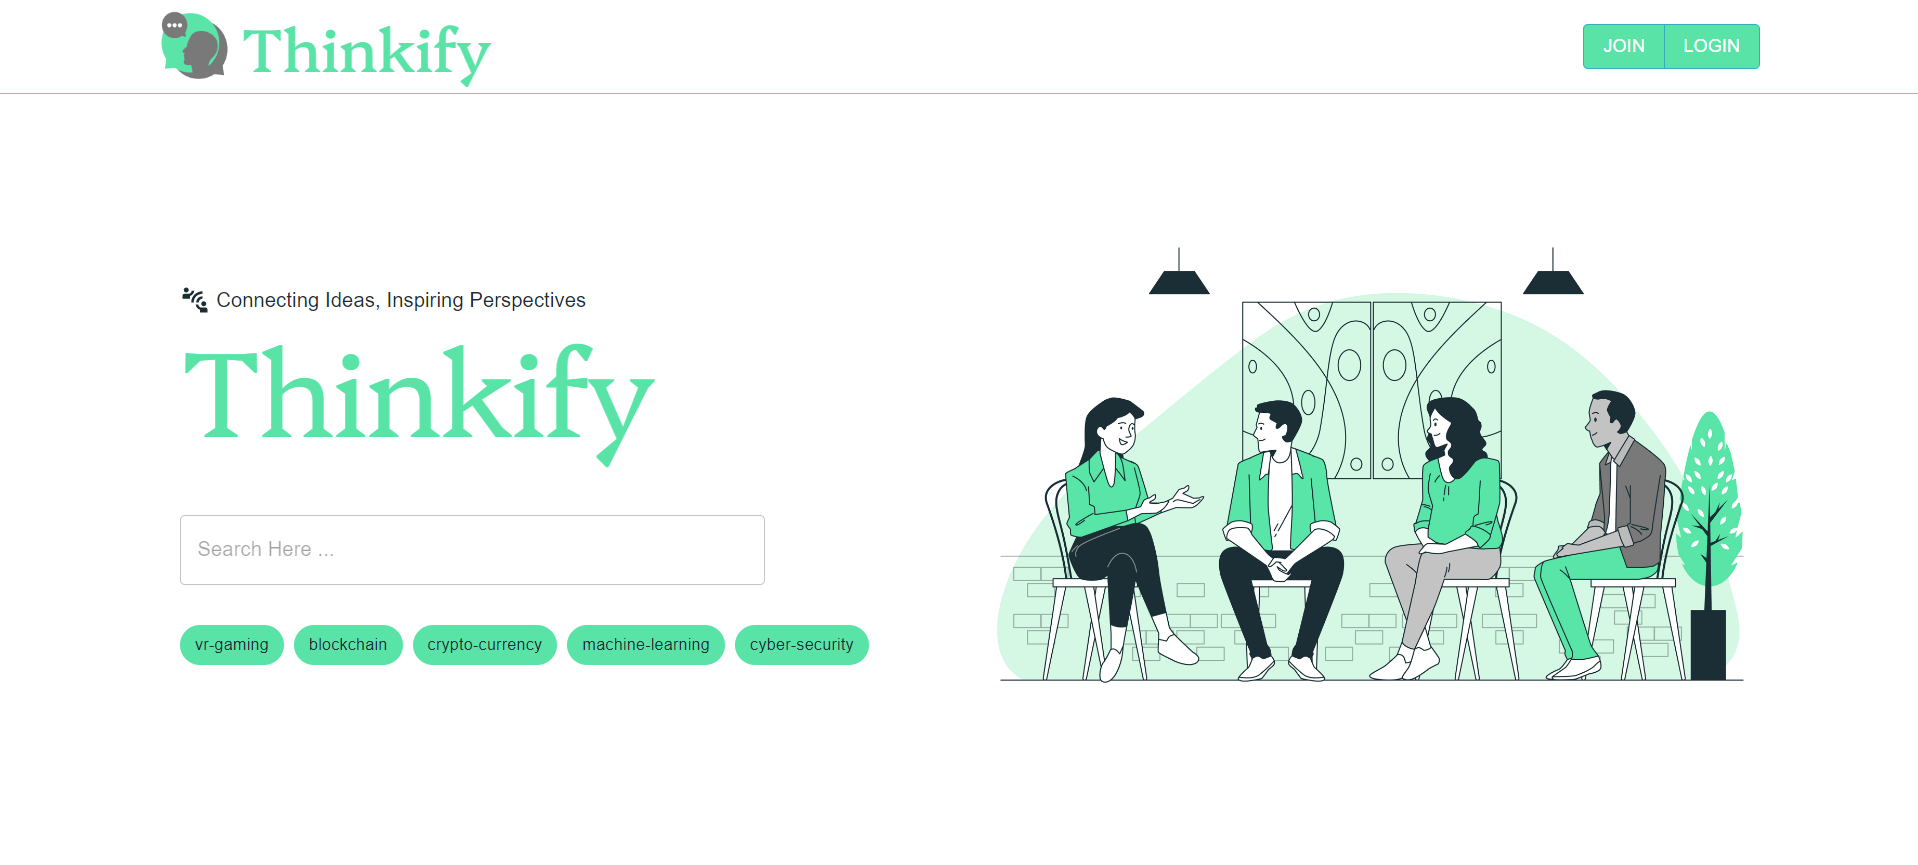 Thinkify
JOIN LOGIN
Connecting Ideas, Inspiring Perspectives
Thinkify
Search Here ...
vr-gaming blockchain crypto-currency machine-learning cyber-security